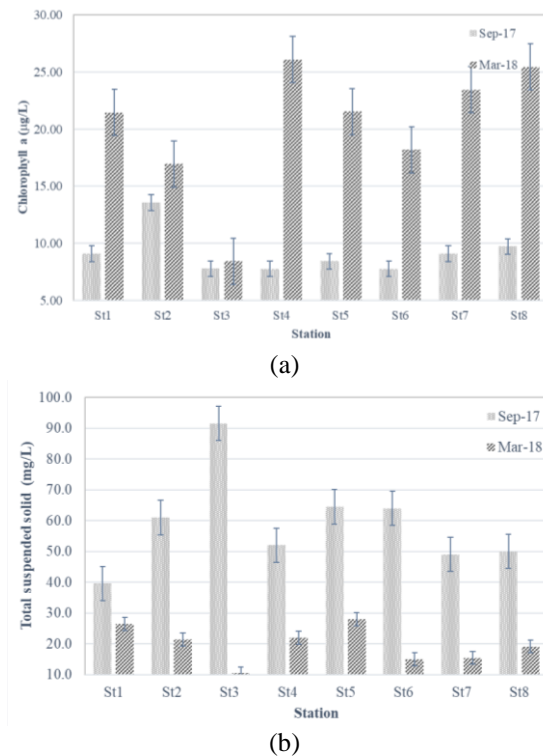 30.00
Sep-17
Mar-18
25.00
20.00
15.00
10.00
5.00
Chlorophyll a (µg/L)
St1 St2 St3 St4 St5 St6 St7 St8
Station
(a)
100.0
Sep-17
90.0
Mar-18
80.0
70.0
60.0
50.0
40.0
30.0
20.0
10.0
Total suspended solid (mg/L)
St1 St2 St3 St4 St5 St6 St7 St8
Station
(b)